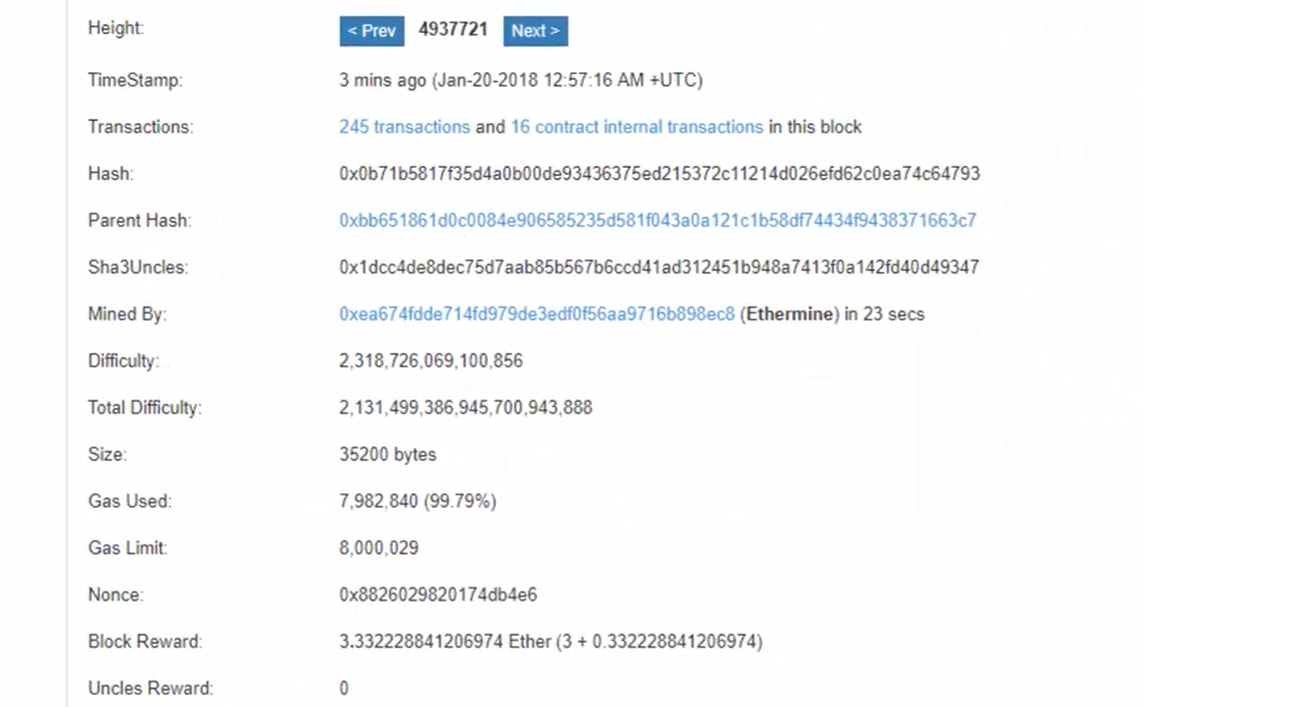 Height: < Prev 4937721 Next >
TimeStamp: 3 mins ago (Jan-20-2018 12:57:16 AM +UTC)
Transactions: 245 transactions and 16 contract internal transactions in this block
Hash: 0x0b71b5817f35d4a0b00de93436375ed215372c11214d026efd62c0ea74c64793
Parent Hash: 0xbb651861d0c0084e906585235d581f043a0a121c1b58df74434f9438371663c7
Sha3Uncles: 0x1dcc4de8dec75d7aab85b567b6ccd41ad312451b948a7413f0a142fd40d49347
Mined By: 0xea674fdde714fd979de3edf0f56aa9716b898ec8 (Ethermine) in 23 secs
Difficulty: 2,318,726,069,100,856
Total Difficulty: 2,131,499,386,945,700,943,888
Size: 35200 bytes
Gas Used: 7,982,840 (99.79%)
Gas Limit: 8,000,029
Nonce: 0x8826029820174db4e6
Block Reward: 3.332228841206974 Ether (3 + 0.332228841206974)
Uncles Reward: 0